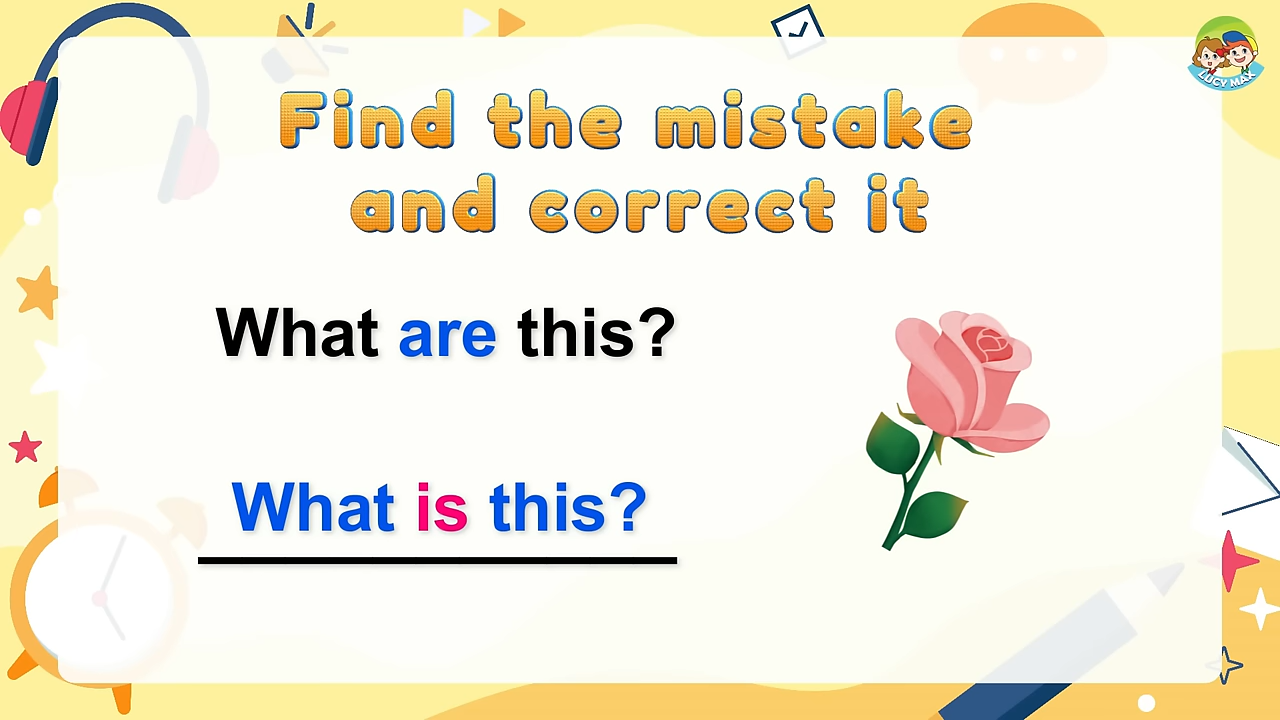 Find the mistake
and correct it
What are this?
What is this?
LUCY MAX